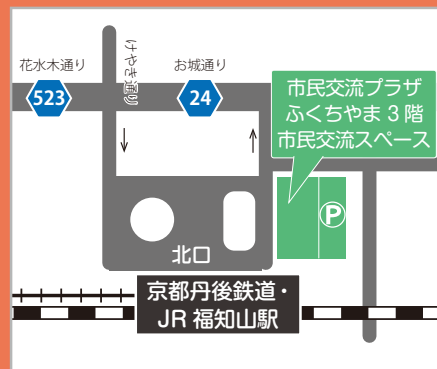 花水木通り
523
けやき通り
お城通り
24
市民交流プラザ
ふくちやま 3 階
市民交流スペース
P
北口
京都丹後鉄道・
JR 福知山駅